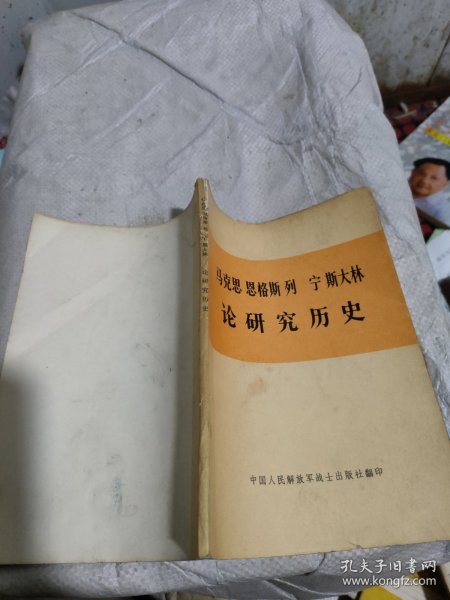 马克思 恩格斯 列 宁 斯大林
论研究历史
中国人民解放军战士出版社翻印
马克思 恩格斯 列 宁 斯大林 论研究历史
孔夫子旧书网
www.kongfz.com